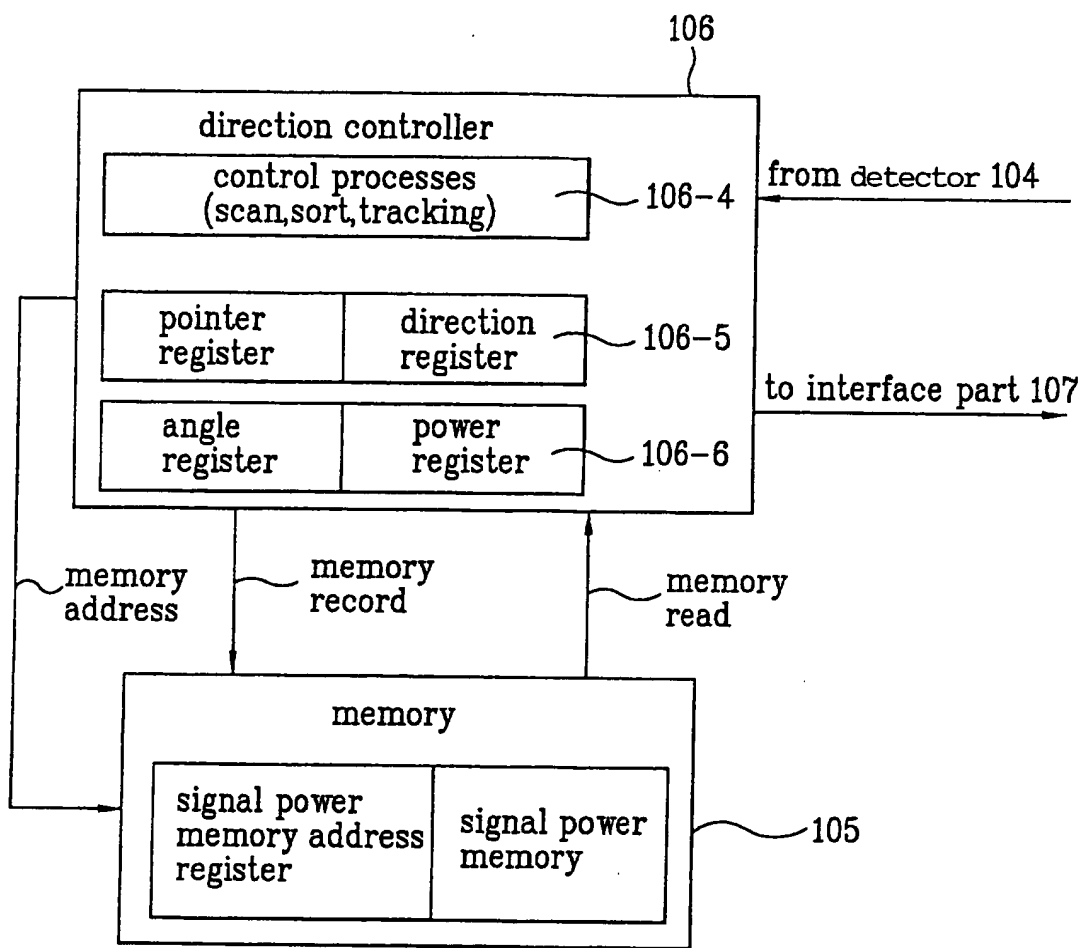 106
direction controller
control processes
(scan,sort,tracking)
106-4
from detector 104
pointer
register
direction
register
106-5
to interface part 107
angle
register
power
register
106-6
memory
address
memory
record
memory
read
memory
signal power
memory address
register
signal power
memory
105